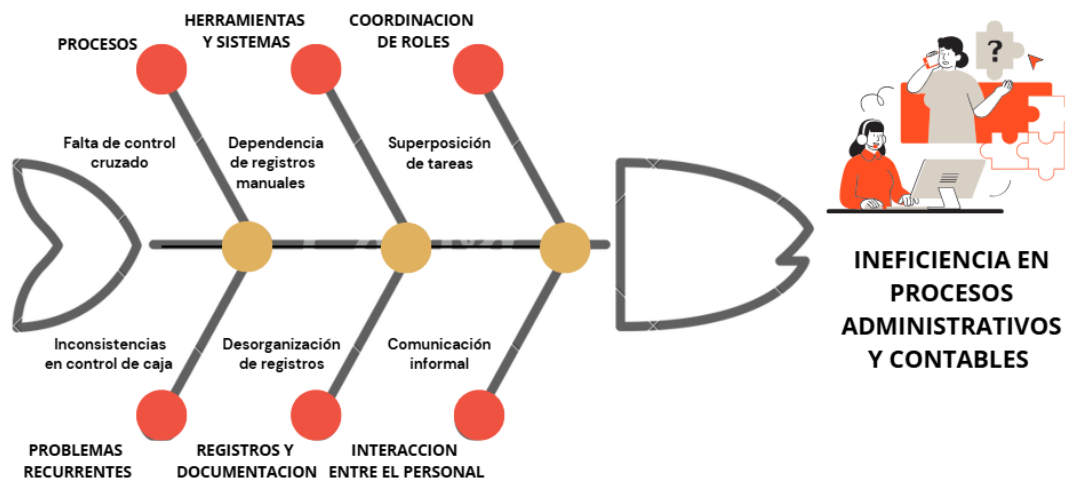 HERRAMIENTAS
Y SISTEMAS
COORDINACION
DE ROLES
PROCESOS
?
Falta de control
cruzado
Dependencia
de registros
manuales
Superposición
de tareas
INEFICIENCIA EN
PROCESOS
ADMINISTRATIVOS
Y CONTABLES
Inconsistencias
en control de caja
Desorganización
de registros
Comunicación
informal
PROBLEMAS
RECURRENTES
REGISTROS Y
DOCUMENTACION
INTERACCION
ENTRE EL PERSONAL